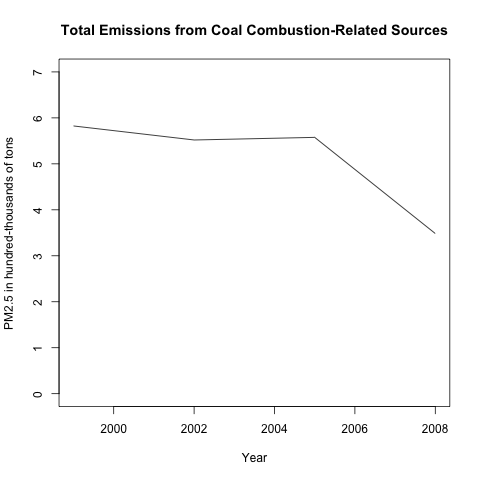 Total Emissions from Coal Combustion-Related Sources
PM2.5 in hundred-thousands of tons
7
6
5
4
3
2
1
0
2000 2002 2004 2006 2008
Year